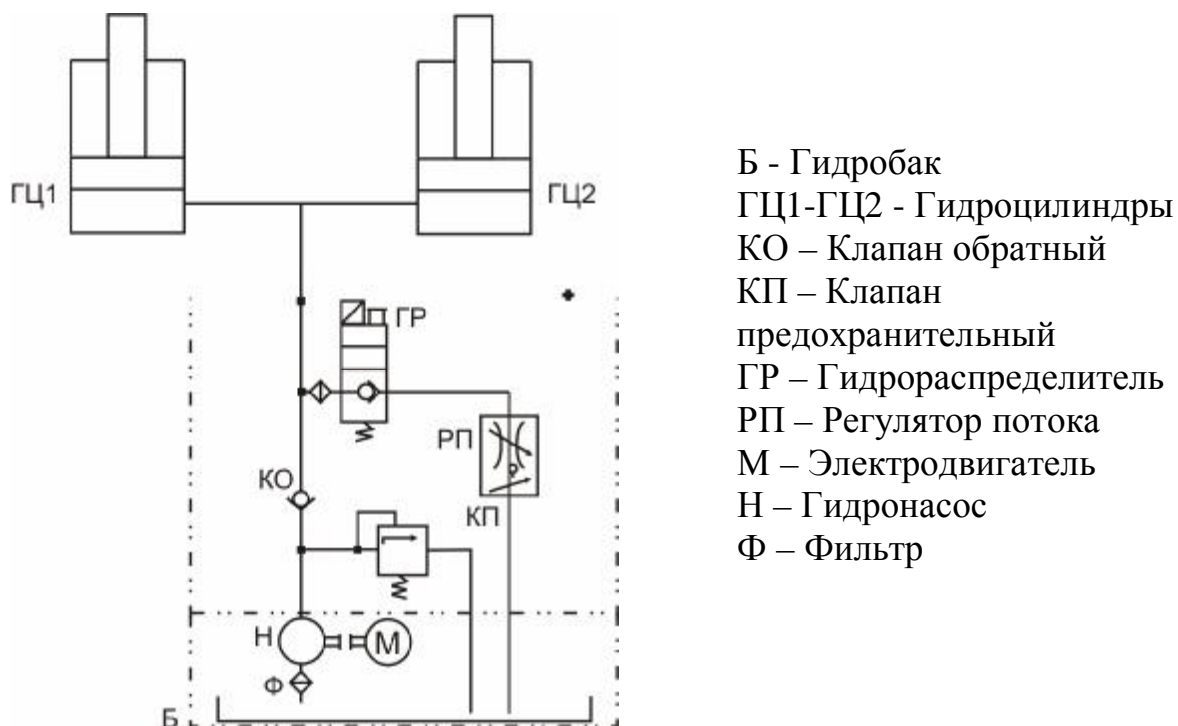 ГЦ1
ГЦ2
ГР
РП
КО
КП
Н
М
Ф
Б
Б - Гидробак
ГЦ1-ГЦ2 - Гидроцилиндры
КО – Клапан обратный
КП – Клапан
предохранительный
ГР – Гидрораспределитель
РП – Регулятор потока
М – Электродвигатель
Н – Гидронасос
Ф – Фильтр